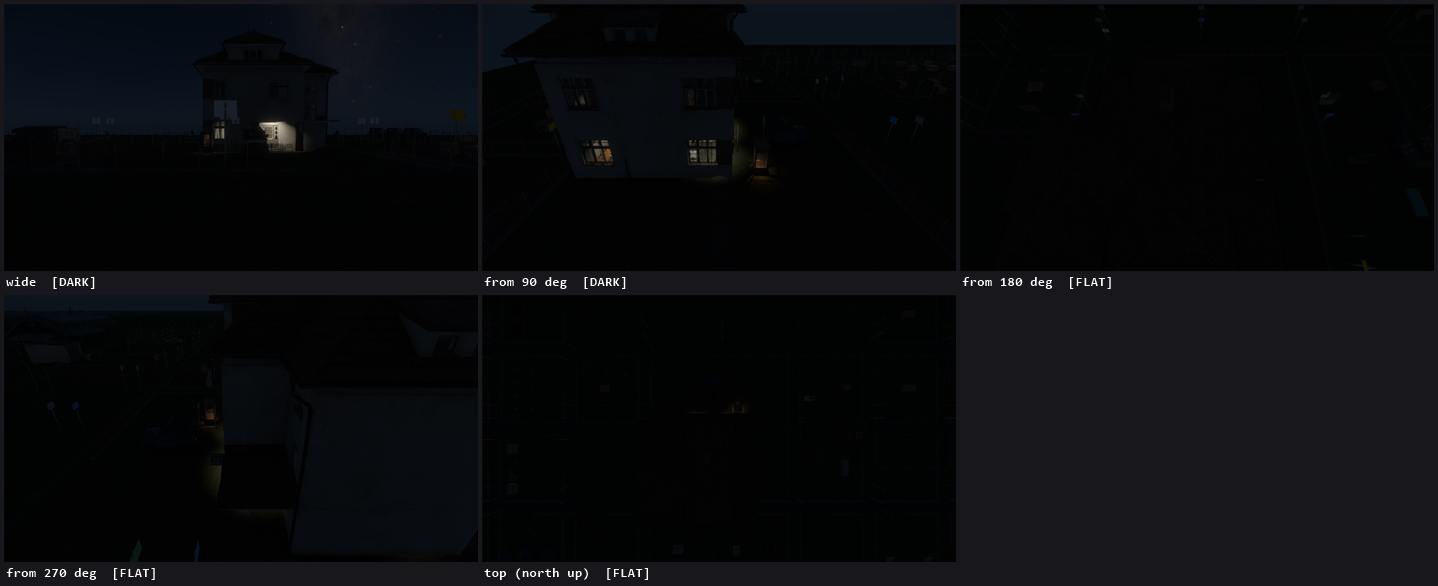 wide  [DARK]
from 90 deg  [DARK]
from 180 deg  [FLAT]
from 270 deg  [FLAT]
top (north up)  [FLAT]